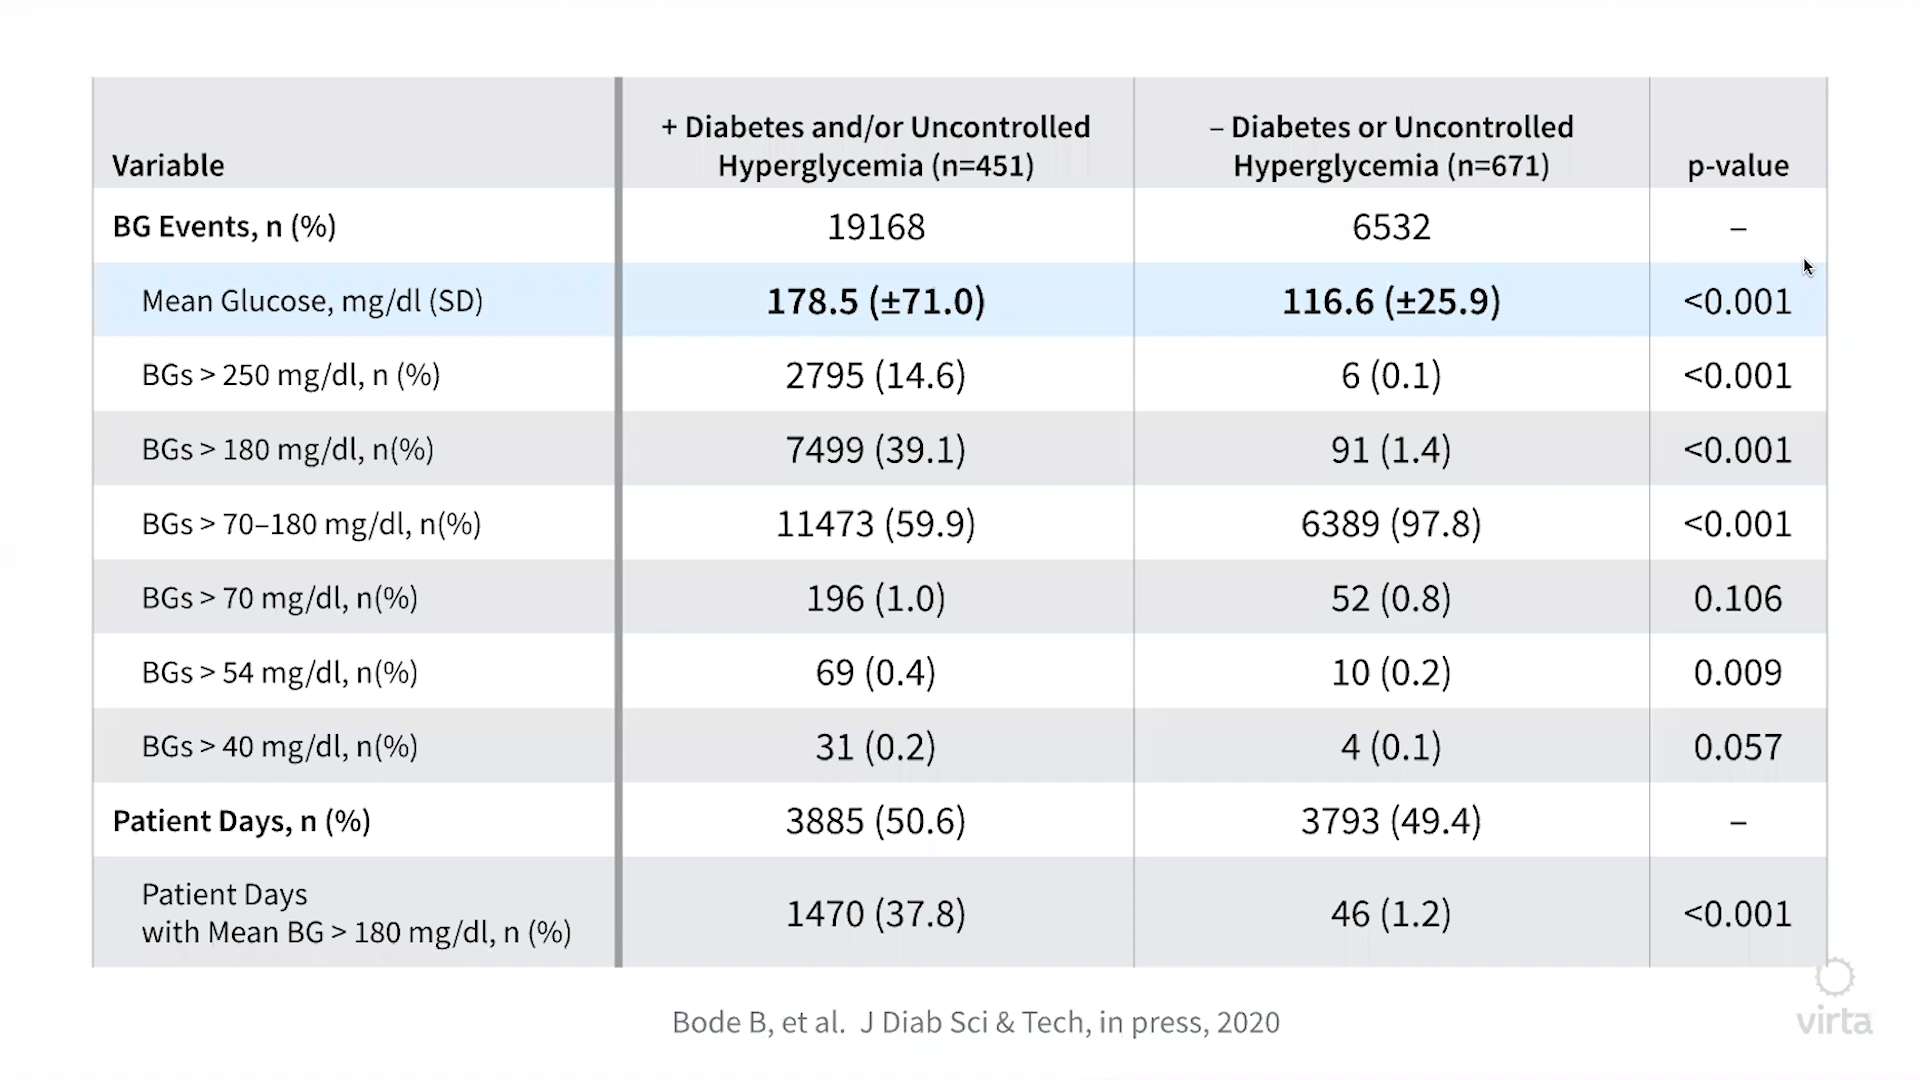 Variable
+ Diabetes and/or Uncontrolled
Hyperglycemia (n=451)
– Diabetes or Uncontrolled
Hyperglycemia (n=671)
p-value
BG Events, n (%) 19168 6532 –
Mean Glucose, mg/dl (SD) 178.5 (±71.0) 116.6 (±25.9) <0.001
BGs > 250 mg/dl, n (%) 2795 (14.6) 6 (0.1) <0.001
BGs > 180 mg/dl, n(%) 7499 (39.1) 91 (1.4) <0.001
BGs > 70–180 mg/dl, n(%) 11473 (59.9) 6389 (97.8) <0.001
BGs > 70 mg/dl, n(%) 196 (1.0) 52 (0.8) 0.106
BGs > 54 mg/dl, n(%) 69 (0.4) 10 (0.2) 0.009
BGs > 40 mg/dl, n(%) 31 (0.2) 4 (0.1) 0.057
Patient Days, n (%) 3885 (50.6) 3793 (49.4) –
Patient Days
with Mean BG > 180 mg/dl, n (%) 1470 (37.8) 46 (1.2) <0.001
Bode B, et al. J Diab Sci & Tech, in press, 2020
virta